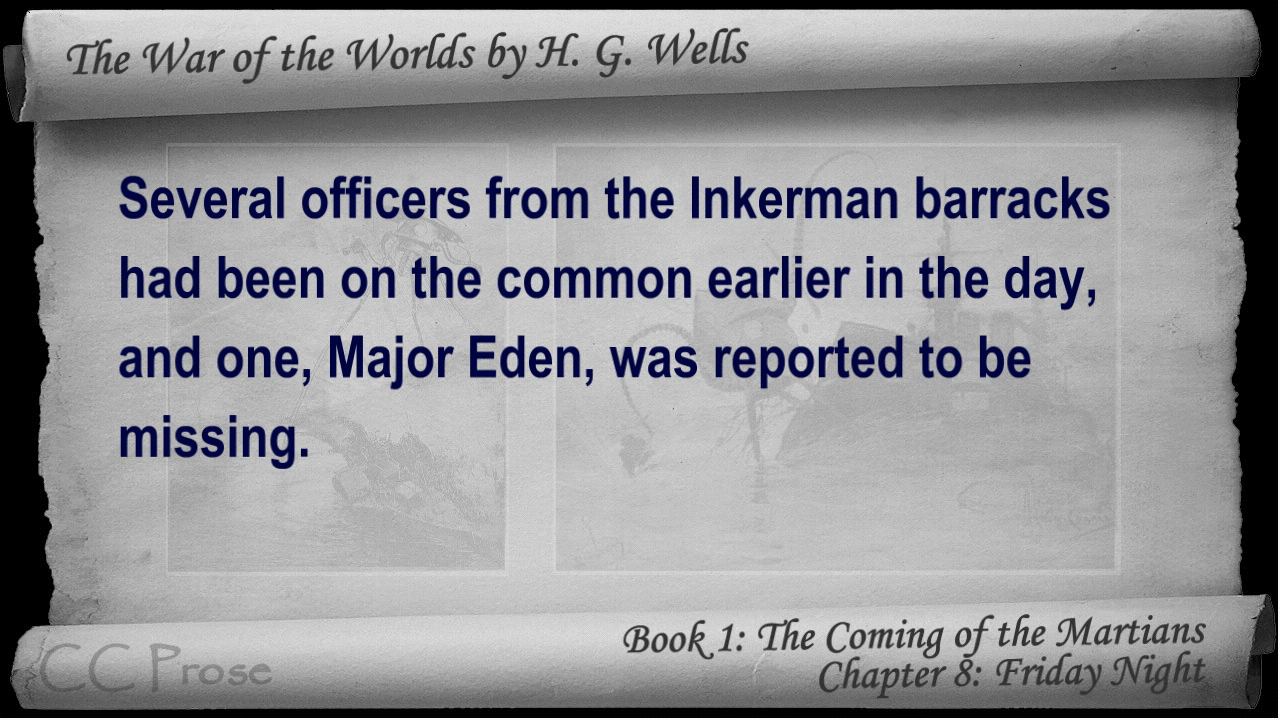 The War of the Worlds by H. G. Wells
Several officers from the Inkerman barracks
had been on the common earlier in the day,
and one, Major Eden, was reported to be
missing.
Book 1: The Coming of the Martians
Chapter 8: Friday Night
CC Prose